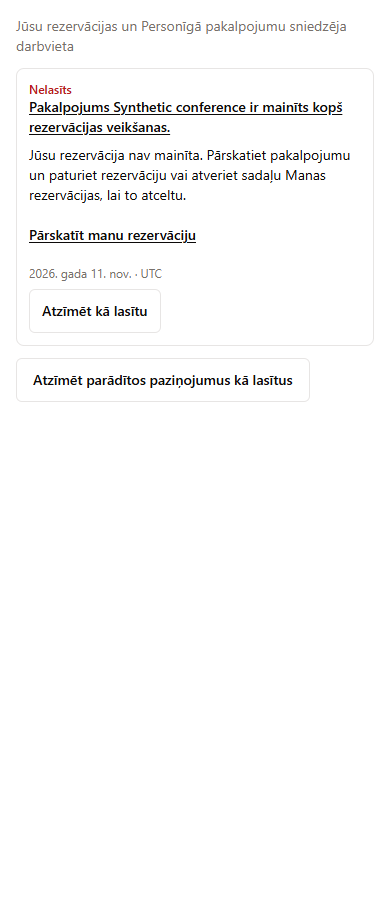 Jūsu rezervācijas un Personīgā pakalpojumu sniedzēja
darbvieta
Nelasīts
Pakalpojums Synthetic conference ir mainīts kopš
rezervācijas veikšanas.
Jūsu rezervācija nav mainīta. Pārskatiet pakalpojumu
un paturiet rezervāciju vai atveriet sadaļu Manas
rezervācijas, lai to atceltu.
Pārskatīt manu rezervāciju
2026. gada 11. nov. · UTC
Atzīmēt kā lasītu
Atzīmēt parādītos paziņojumus kā lasītus